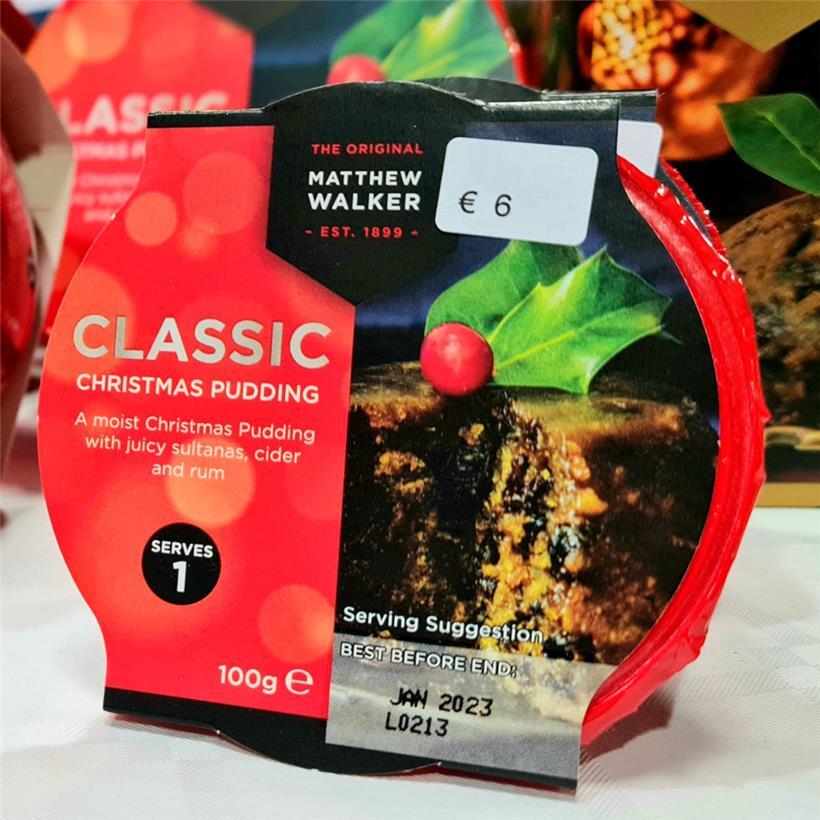 THE ORIGINAL
MATTHEW
WALKER
- EST. 1899 -
€ 6
CLASSIC
CHRISTMAS PUDDING
A moist Christmas Pudding
with juicy sultanas, cider
and rum
SERVES
1
100g ℮
Serving Suggestion
BEST BEFORE END:
JAN 2023
L0213